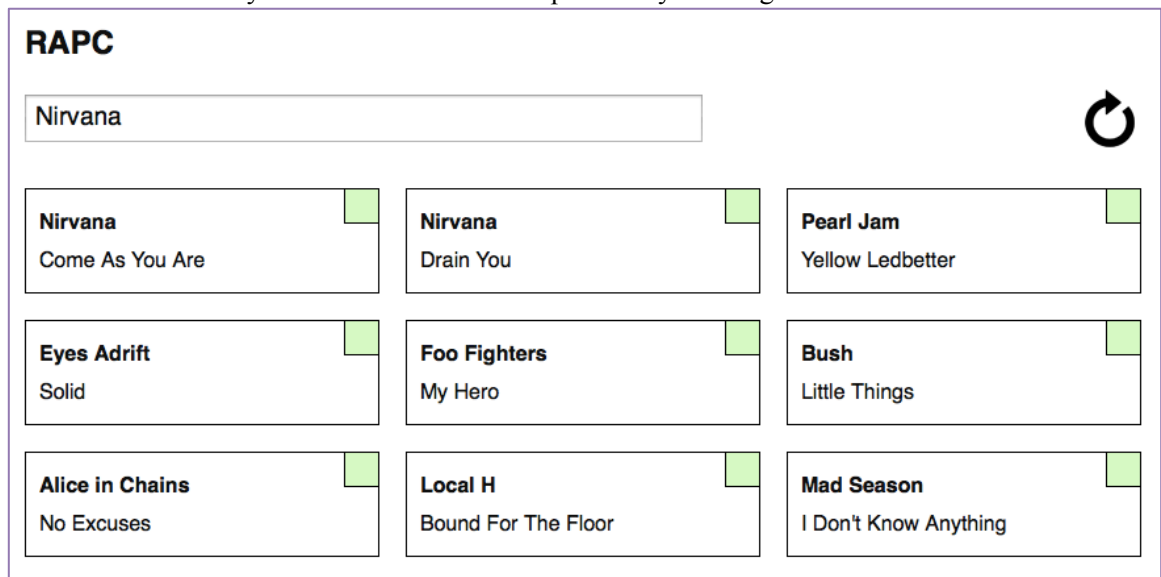 RAPC
Nirvana
Nirvana
Come As You Are
Nirvana
Drain You
Pearl Jam
Yellow Ledbetter
Eyes Adrift
Solid
Foo Fighters
My Hero
Bush
Little Things
Alice in Chains
No Excuses
Local H
Bound For The Floor
Mad Season
I Don't Know Anything